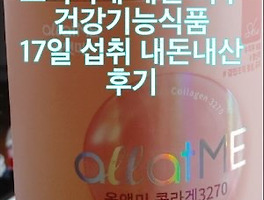 건강기능식품
17일 섭취 내돈내산
후기
Collagen 3270
allatME
올앳미 콜라겐3270